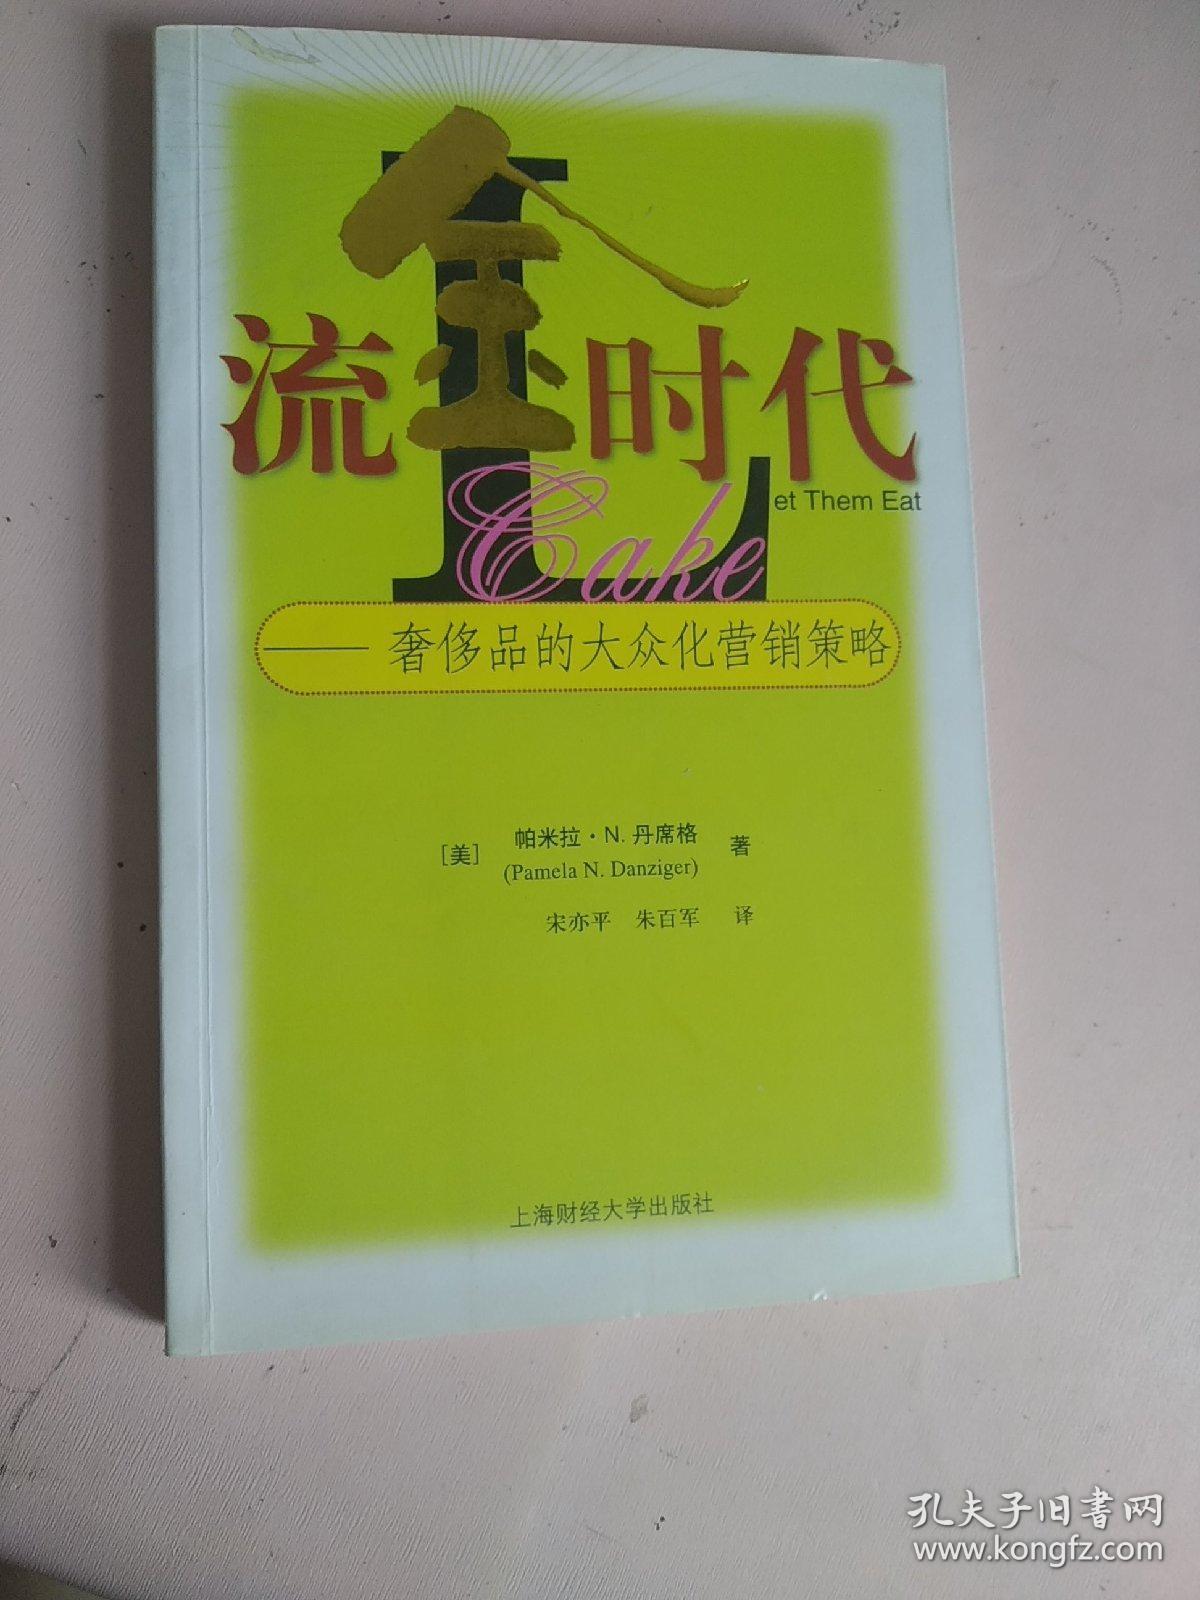 流金时代
Let Them Eat
Cake
——奢侈品的大众化营销策略
[美] 帕米拉·N.丹席格 著
(Pamela N. Danziger)
宋亦平 朱百军 译
上海财经大学出版社
孔夫子旧书网
www.kongfz.com